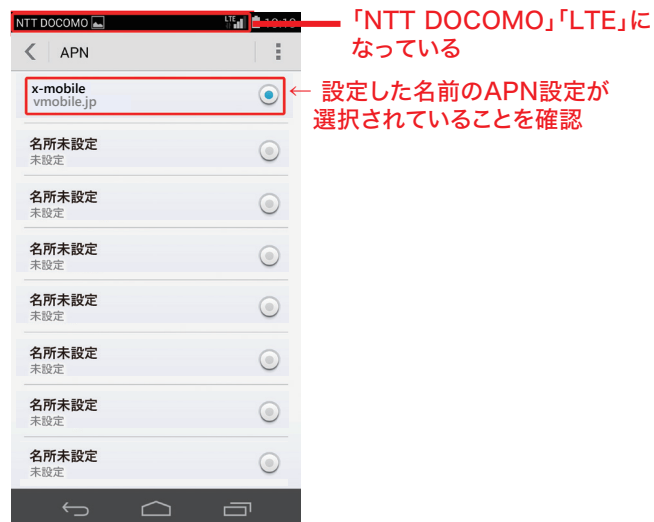 NTT DOCOMO LTE
「NTT DOCOMO」「LTE」に
なっている
APN
x-mobile
vmobile.jp
← 設定した名前のAPN設定が
選択されていることを確認
名所未設定
未設定
名所未設定
未設定
名所未設定
未設定
名所未設定
未設定
名所未設定
未設定
名所未設定
未設定
名所未設定
未設定